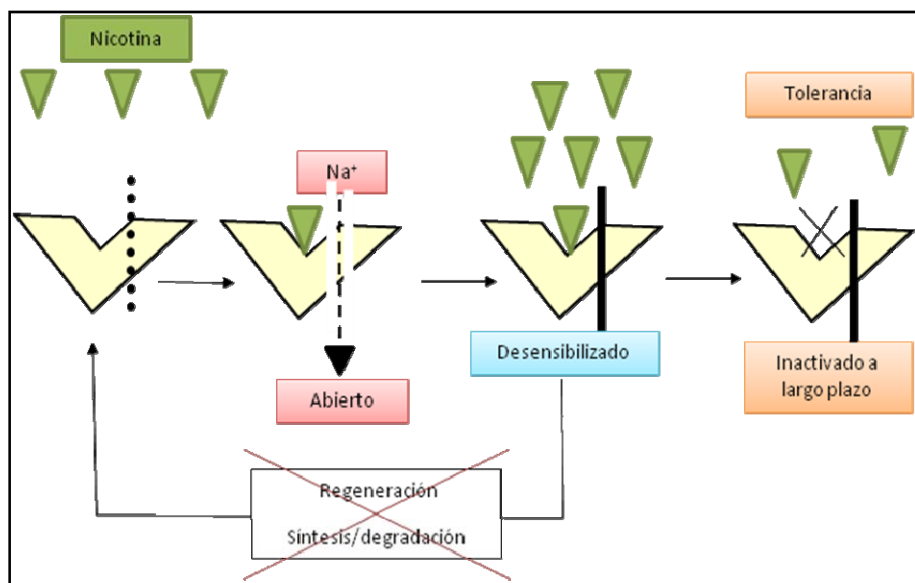 Nicotina
Tolerancia
Na⁺
Desensibilizado
Abierto
Inactivado a
largo plazo
Regeneración
Síntesis/degradación